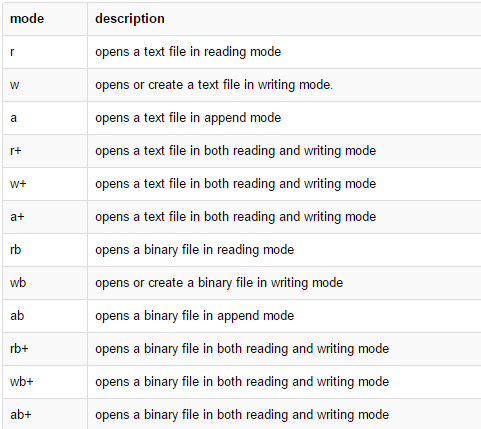 mode description
r opens a text file in reading mode
w opens or create a text file in writing mode.
a opens a text file in append mode
r+ opens a text file in both reading and writing mode
w+ opens a text file in both reading and writing mode
a+ opens a text file in both reading and writing mode
rb opens a binary file in reading mode
wb opens or create a binary file in writing mode
ab opens a binary file in append mode
rb+ opens a binary file in both reading and writing mode
wb+ opens a binary file in both reading and writing mode
ab+ opens a binary file in both reading and writing mode